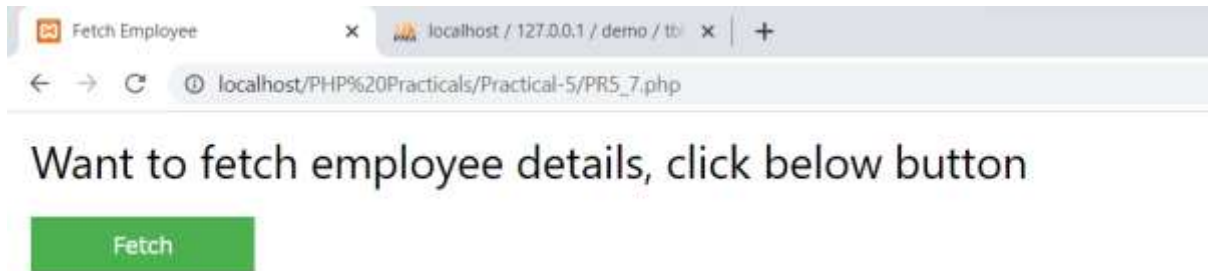 Fetch Employee
localhost / 127.0.0.1 / demo / tbl
localhost/PHP%20Practicals/Practical-5/PR5_7.php
Want to fetch employee details, click below button
Fetch